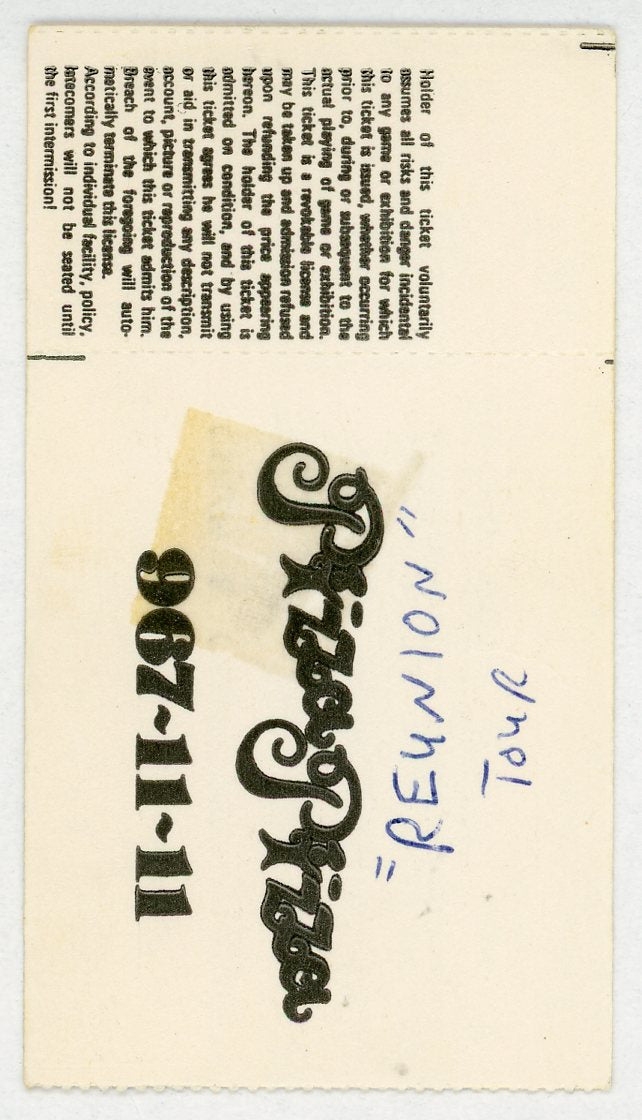 Holder of this ticket voluntarily
assumes all risks and danger incidental
to any game or exhibition for which
this ticket is issued, whether occurring
prior to, during or subsequent to the
actual playing of game or exhibition.
This ticket is a revokable license and
may be taken up and admission refused
upon refunding the price appearing
hereon. The holder of this ticket is
admitted on condition, and by using
this ticket agrees he will not transmit
or aid in transmitting any description,
account, picture or reproduction of the
event to which this ticket admits him.
Breach of the foregoing will auto-
matically terminate this license.
According to individual facility, policy,
latecomers will not be seated until
the first intermission!
Pizza Pizza
967~11~11
"REUNION"
Tour